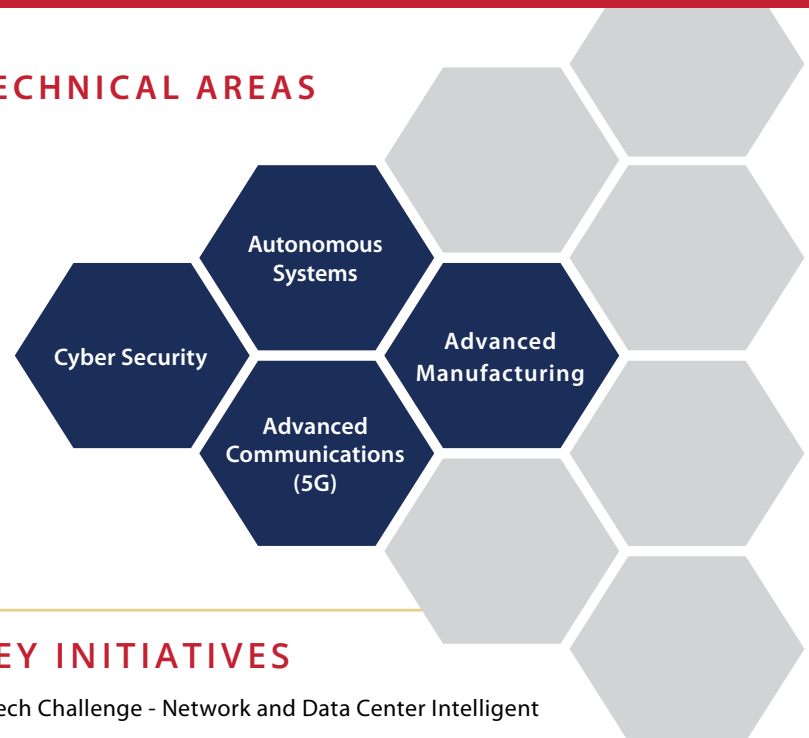 ECHNICAL AREAS
Autonomous
Systems
Cyber Security
Advanced
Manufacturing
Advanced
Communications
(5G)
EY INITIATIVES
ech Challenge - Network and Data Center Intelligent